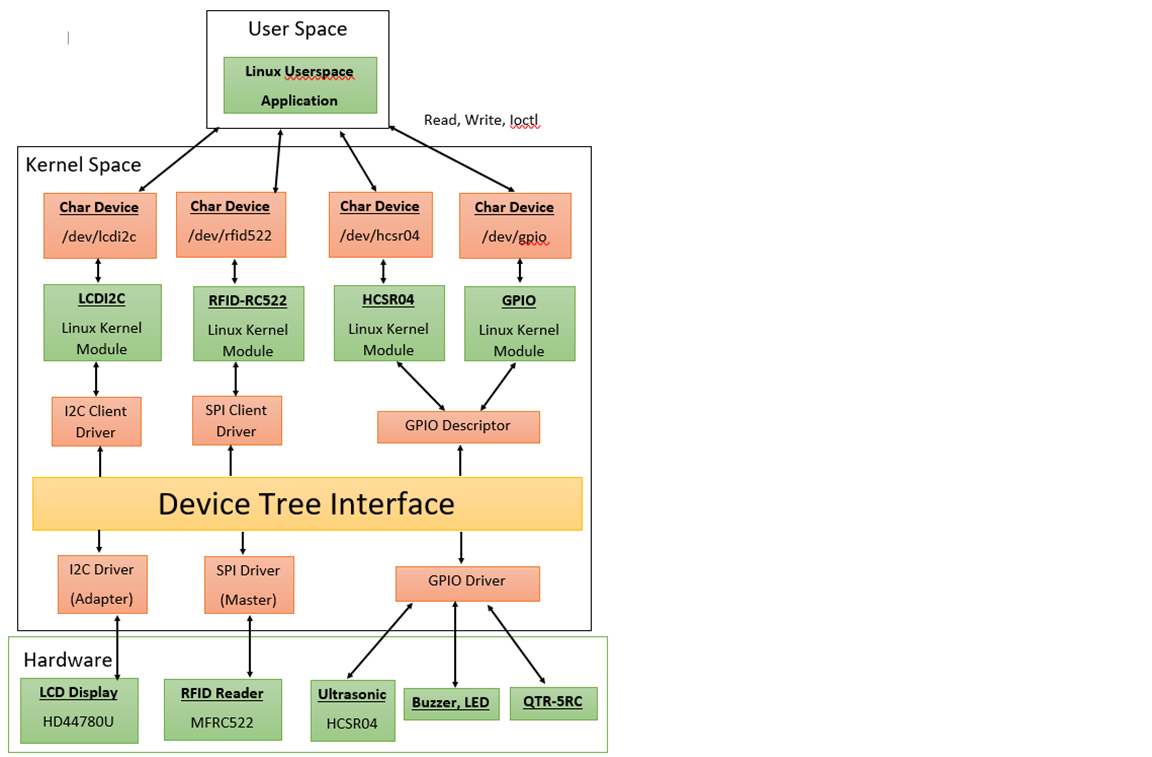 User Space
Linux Userspace
Application
Read, Write, Ioctl
Kernel Space
Char Device
/dev/lcdi2c
Char Device
/dev/rfid522
Char Device
/dev/hcsr04
Char Device
/dev/gpio
LCDI2C
Linux Kernel
Module
RFID-RC522
Linux Kernel
Module
HCSR04
Linux Kernel
Module
GPIO
Linux Kernel
Module
I2C Client
Driver
SPI Client
Driver
GPIO Descriptor
Device Tree Interface
I2C Driver
(Adapter)
SPI Driver
(Master)
GPIO Driver
Hardware
LCD Display
HD44780U
RFID Reader
MFRC522
Ultrasonic
HCSR04
Buzzer, LED
QTR-5RC